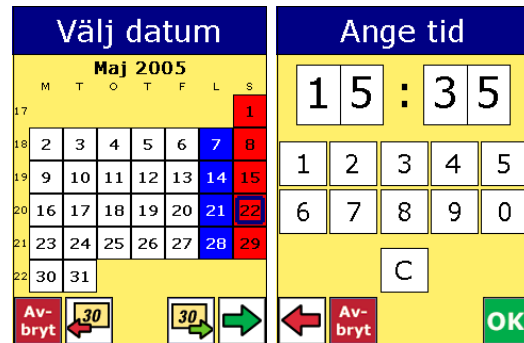 Välj datum
Maj 2005
M T O T F L S
17 1
18 2 3 4 5 6 7 8
19 9 10 11 12 13 14 15
20 16 17 18 19 20 21 22
21 23 24 25 26 27 28 29
22 30 31
Av-
bryt
30
30
Ange tid
15:35
1 2 3 4 5
6 7 8 9 0
C
Av-
bryt
OK